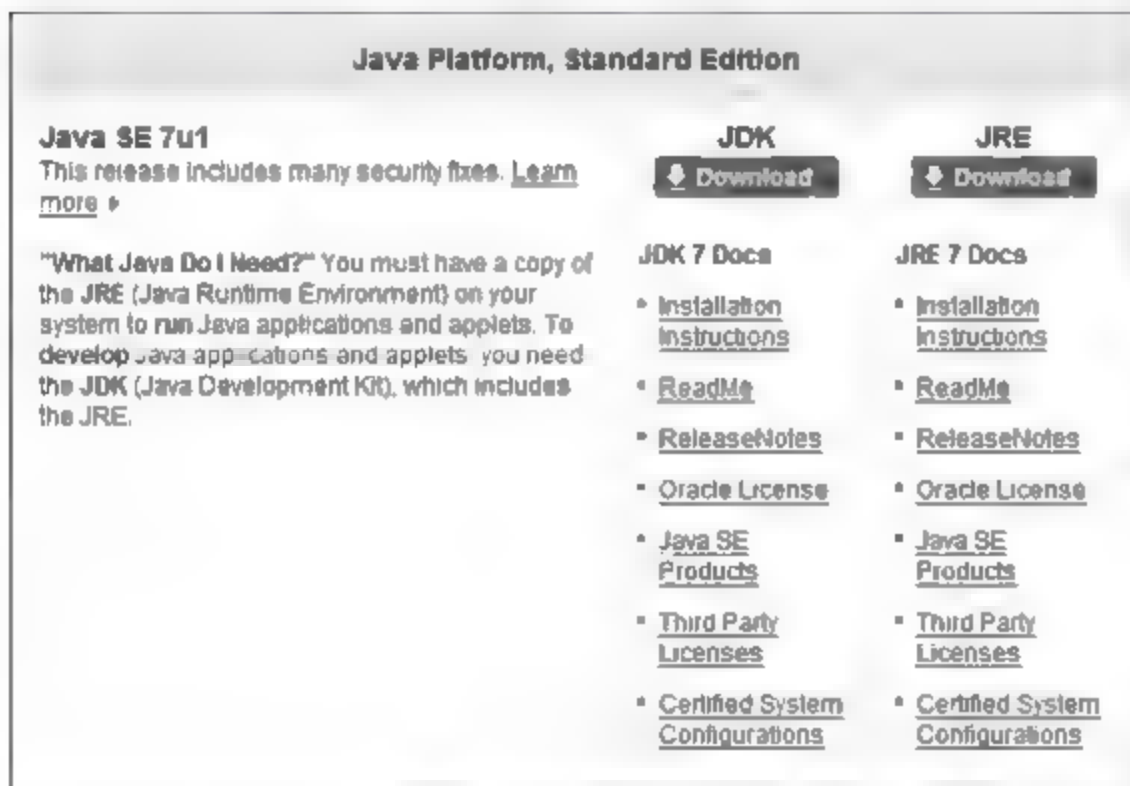 Java Platform, Standard Edition
Java SE 7u1
This release includes many security fixes. Learn
more
"What Java Do I Need?" You must have a copy of
the JRE (Java Runtime Environment) on your
system to run Java applications and applets. To
develop Java applications and applets, you need
the JDK (Java Development Kit), which includes
the JRE.
JDK
Download
JDK 7 Docs
Installation
Instructions
ReadMe
ReleaseNotes
Oracle License
Java SE
Products
Third Party
Licenses
Certified System
Configurations
JRE
Download
JRE 7 Docs
Installation
Instructions
ReadMe
ReleaseNotes
Oracle License
Java SE
Products
Third Party
Licenses
Certified System
Configurations